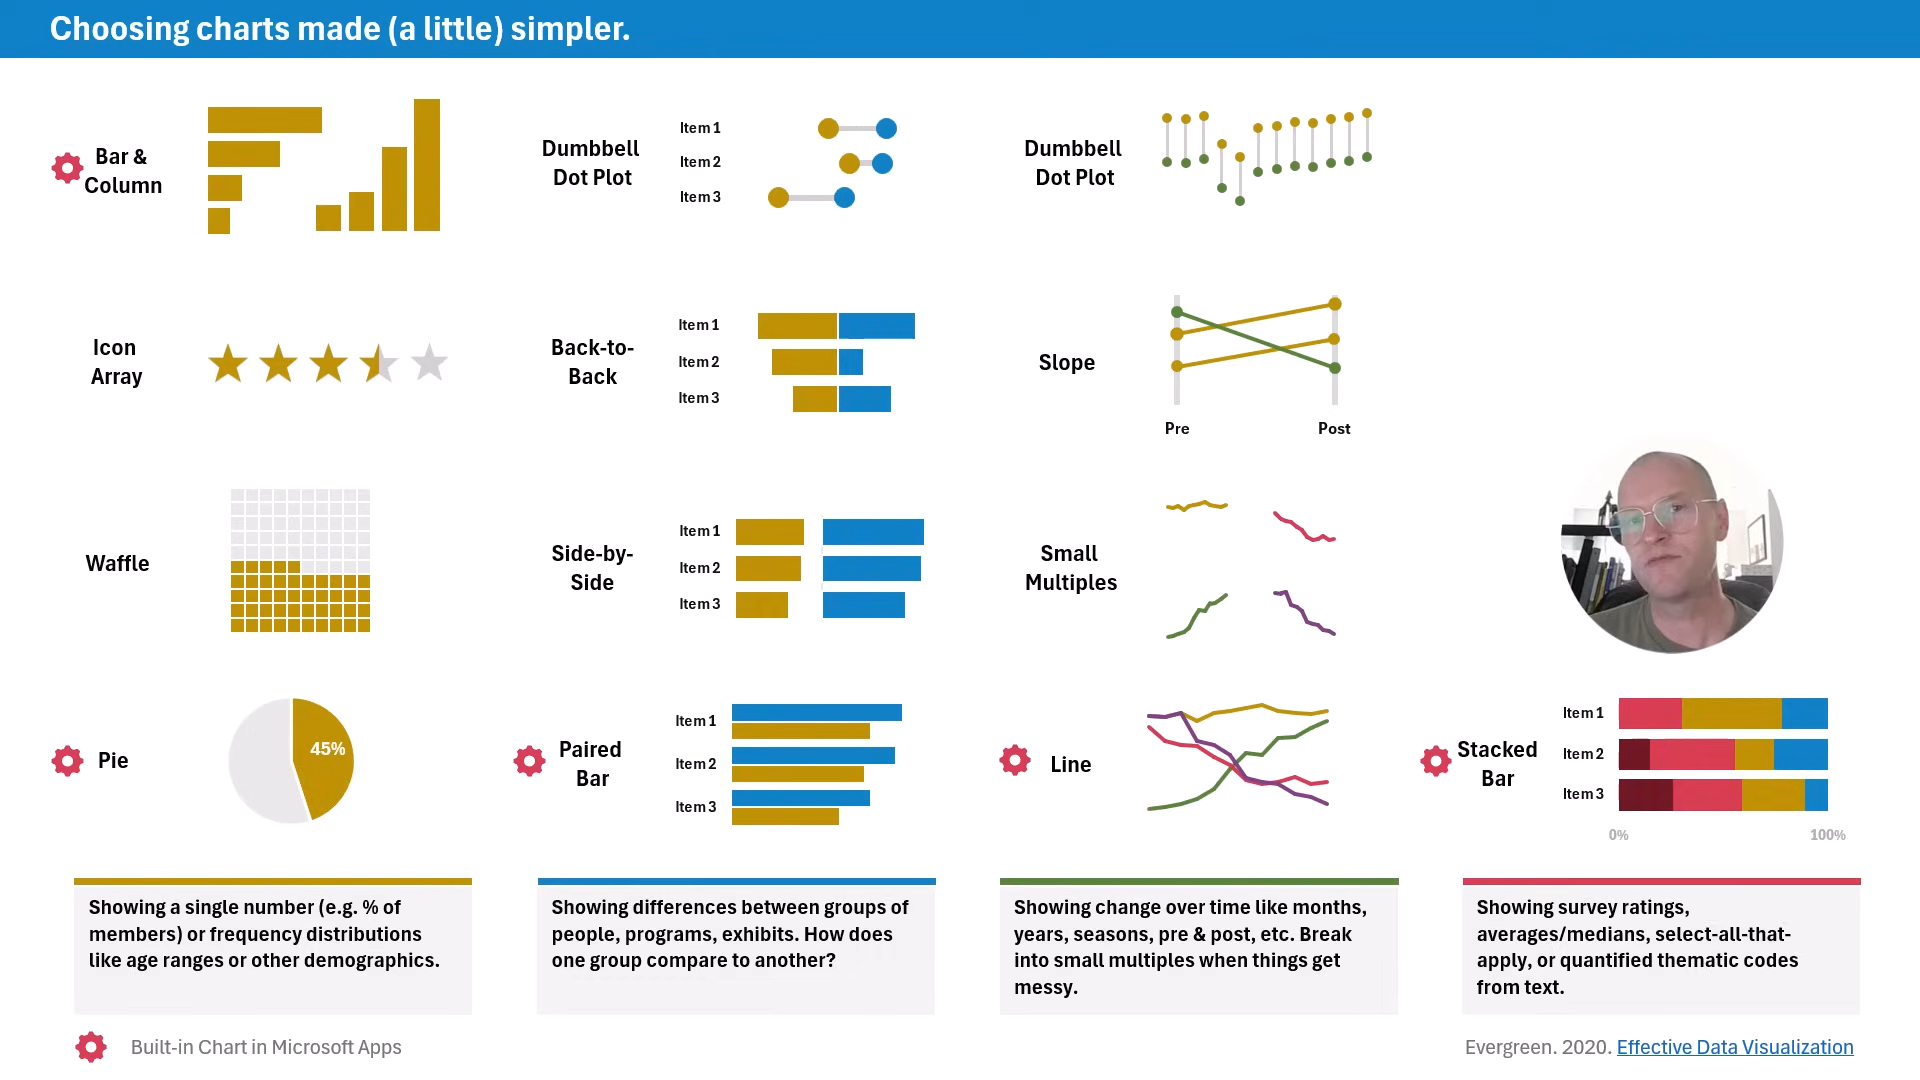 Choosing charts made (a little) simpler.
Bar &
Column
Dumbbell
Dot Plot
Item 1
Item 2
Item 3
Dumbbell
Dot Plot
Icon
Array
Back-to-
Back
Item 1
Item 2
Item 3
Slope
Pre
Post
Waffle
Side-by-
Side
Item 1
Item 2
Item 3
Small
Multiples
Pie
45%
Paired
Bar
Item 1
Item 2
Item 3
Line
Stacked
Bar
Item 1
Item 2
Item 3
0%
100%
Showing a single number (e.g. % of
members) or frequency distributions
like age ranges or other demographics.
Showing differences between groups of
people, programs, exhibits. How does
one group compare to another?
Showing change over time like months,
years, seasons, pre & post, etc. Break
into small multiples when things get
messy.
Showing survey ratings,
averages/medians, select-all-that-
apply, or quantified thematic codes
from text.
Built-in Chart in Microsoft Apps
Evergreen. 2020. Effective Data Visualization